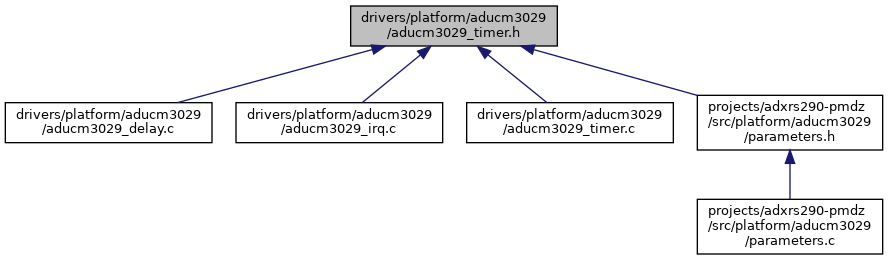 drivers/platform/aducm3029
/aducm3029_timer.h
drivers/platform/aducm3029
/aducm3029_delay.c
drivers/platform/aducm3029
/aducm3029_irq.c
drivers/platform/aducm3029
/aducm3029_timer.c
projects/adxrs290-pmdz
/src/platform/aducm3029
/parameters.h
projects/adxrs290-pmdz
/src/platform/aducm3029
/parameters.c